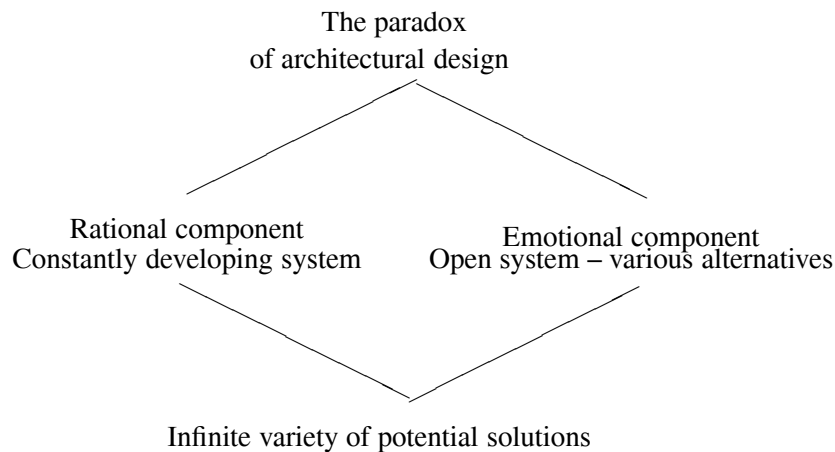 The paradox
of architectural design
Rational component
Constantly developing system
Emotional component
Open system – various alternatives
Infinite variety of potential solutions